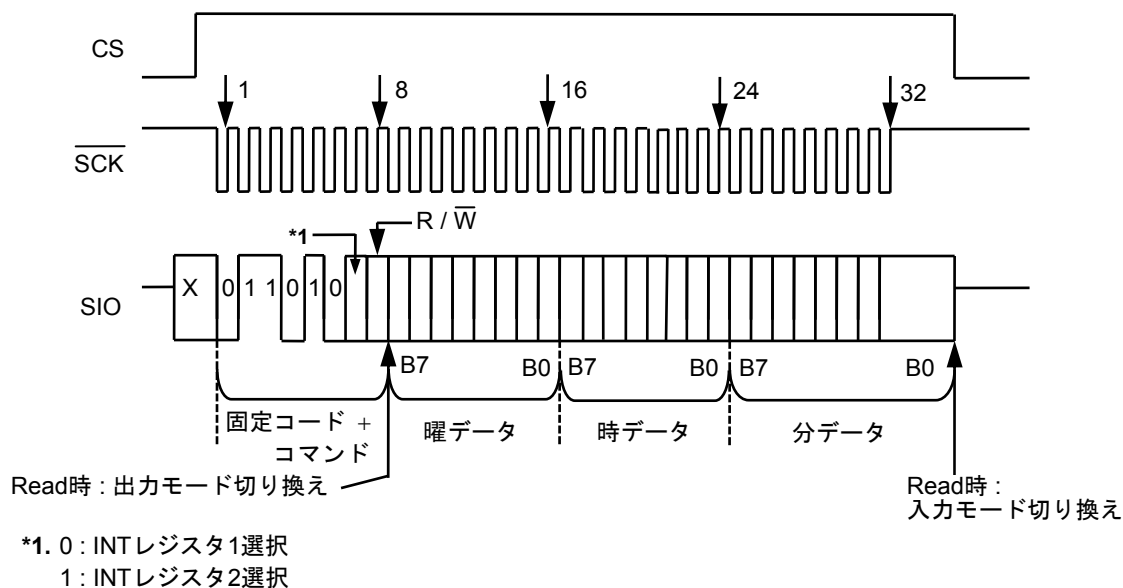 CS
1 8 16 24 32
SCK
R / W
*1
SIO
X 0 1 1 0 1 0
B7 B0 B7 B0 B7 B0
固定コード +
コマンド
曜データ 時データ 分データ
Read時 : 出力モード切り換え
Read時 :
入力モード切り換え
*1. 0 : INTレジスタ1選択
1 : INTレジスタ2選択